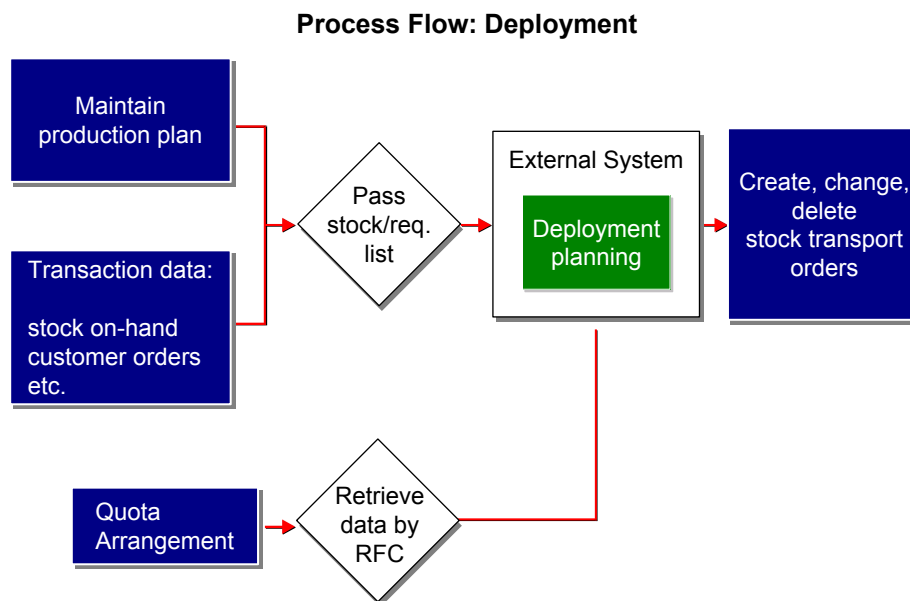 Process Flow: Deployment
Maintain
production plan
Transaction data:
stock on-hand
customer orders
etc.
Pass
stock/req.
list
External System
Deployment
planning
Create, change,
delete
stock transport
orders
Quota
Arrangement
Retrieve
data by
RFC